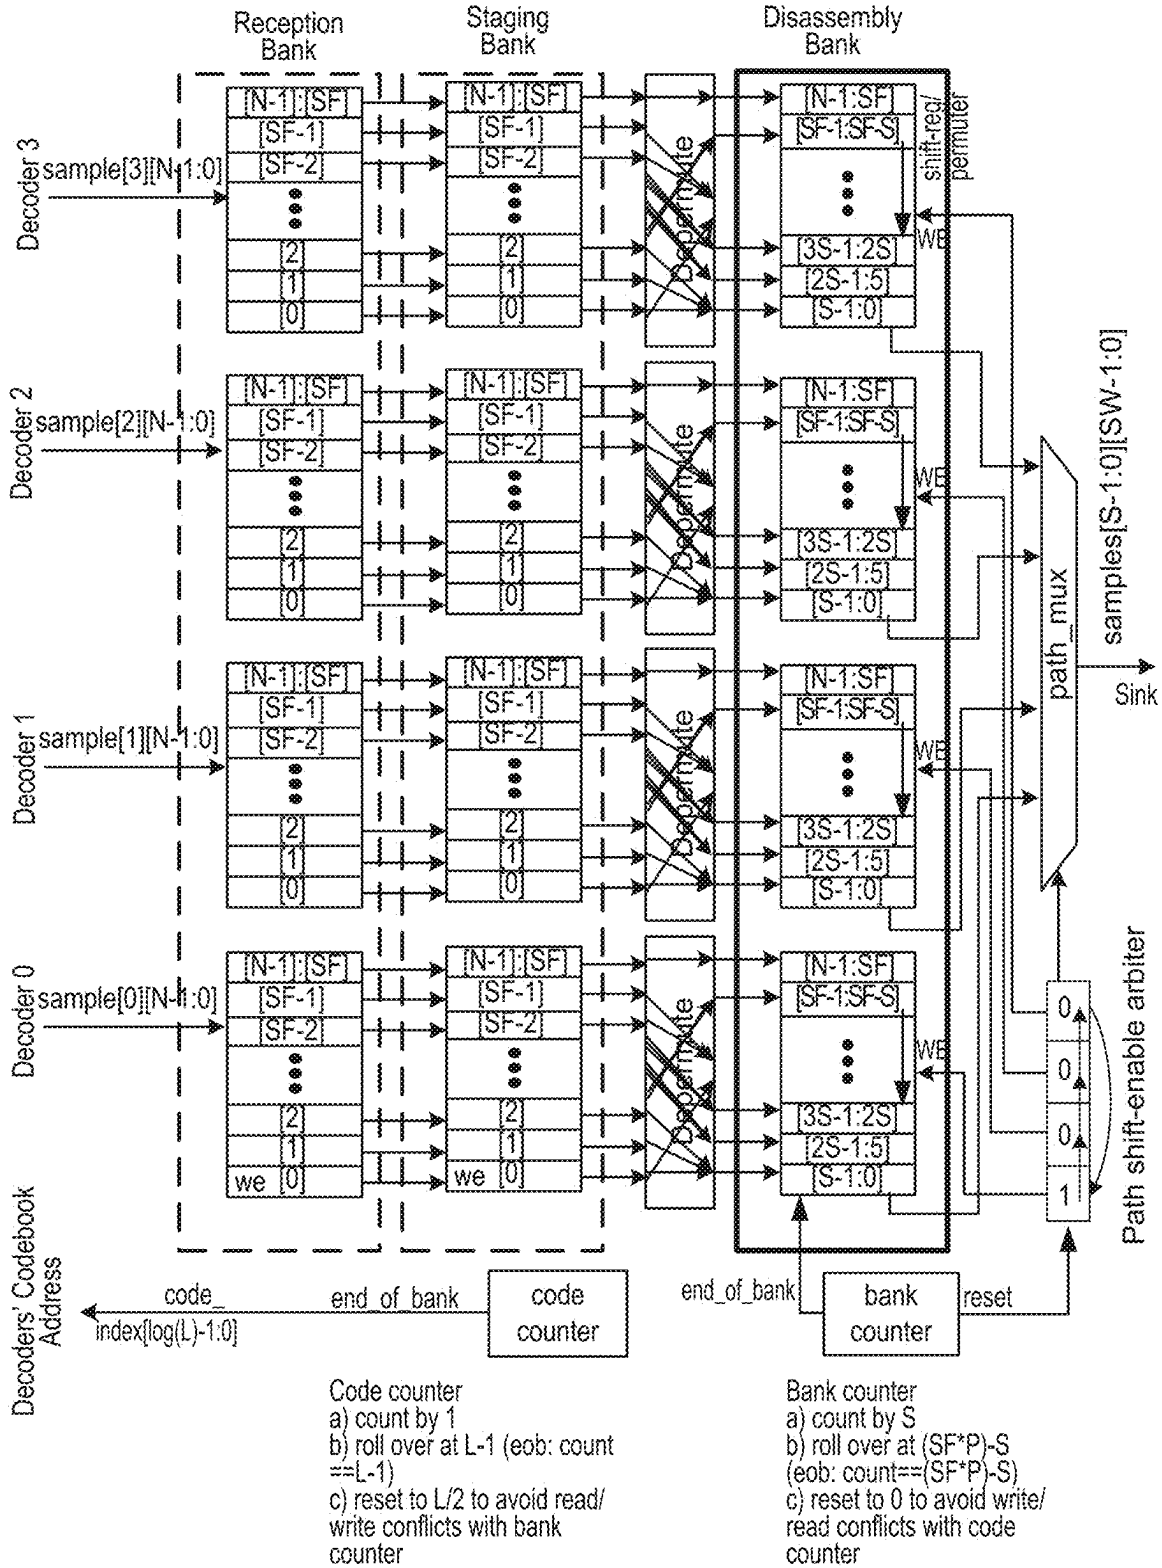 Reception
Bank
Staging
Bank
Disassembly
Bank
Decoder 3
sample[3][N-1:0]
[N-1]:[SF]
[SF-1]
[SF-2]
[2]
[1]
[0]
[N-1]:[SF]
[SF-1]
[SF-2]
[2]
[1]
[0]
Depermute
[N-1:SF]
[SF-1:SF-S]
[3S-1:2S]
[2S-1:5]
[S-1:0]
shift-req/
permuter
WE
Decoder 2
sample[2][N-1:0]
[N-1]:[SF]
[SF-1]
[SF-2]
[2]
[1]
[0]
[N-1]:[SF]
[SF-1]
[SF-2]
[2]
[1]
[0]
Depermute
[N-1:SF]
[SF-1:SF-S]
[3S-1:2S]
[2S-1:5]
[S-1:0]
WE
Decoder 1
sample[1][N-1:0]
[N-1]:[SF]
[SF-1]
[SF-2]
[2]
[1]
[0]
[N-1]:[SF]
[SF-1]
[SF-2]
[2]
[1]
[0]
Depermute
[N-1:SF]
[SF-1:SF-S]
[3S-1:2S]
[2S-1:5]
[S-1:0]
WE
Decoder 0
sample[0][N-1:0]
[N-1]:[SF]
[SF-1]
[SF-2]
[2]
[1]
we [0]
[N-1]:[SF]
[SF-1]
[SF-2]
[2]
[1]
we [0]
Depermute
[N-1:SF]
[SF-1:SF-S]
[3S-1:2S]
[2S-1:5]
[S-1:0]
WE
path_mux
samples[S-1:0][SW-1:0]
Sink
0
0
0
1
Path shift-enable arbiter
Decoders' Codebook
Address
code_
index[log(L)-1:0]
end_of_bank
code
counter
end_of_bank
bank
counter
reset
Code counter
a) count by 1
b) roll over at L-1 (eob: count
==L-1)
c) reset to L/2 to avoid read/
write conflicts with bank
counter
Bank counter
a) count by S
b) roll over at (SF*P)-S
(eob: count==(SF*P)-S)
c) reset to 0 to avoid write/
read conflicts with code
counter